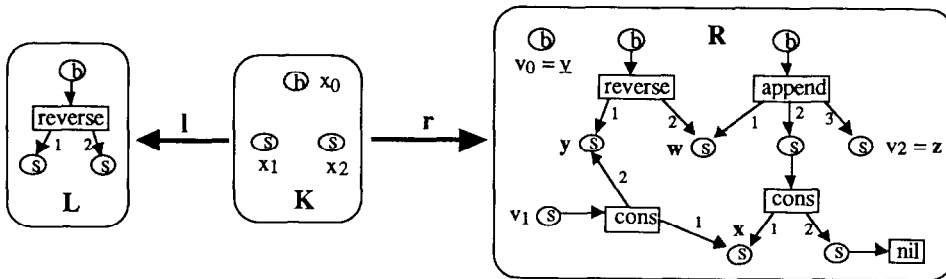 b b b R
b x₀ v₀ = v
reverse reverse append
l r
1 2 1 2 1 2 3
s s s s y s w s s s v₂ = z
x₁ x₂
L K 2 cons
v₁ s cons 1 x 1 2
s s nil